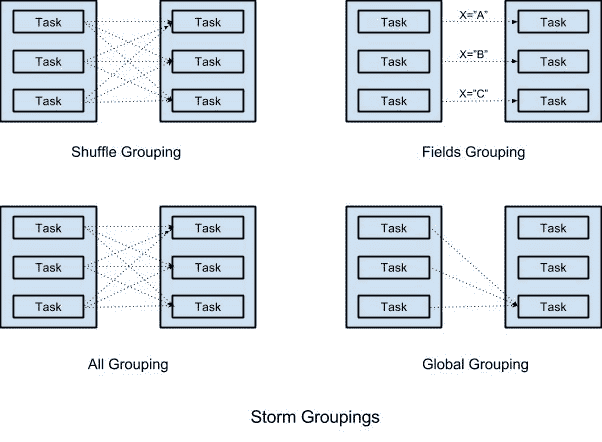 Task Task X="A" Task Task
Task Task X="B" Task Task
Task Task X="C" Task Task
Shuffle Grouping Fields Grouping
Task Task Task Task
Task Task Task Task
Task Task Task Task
All Grouping Global Grouping
Storm Groupings